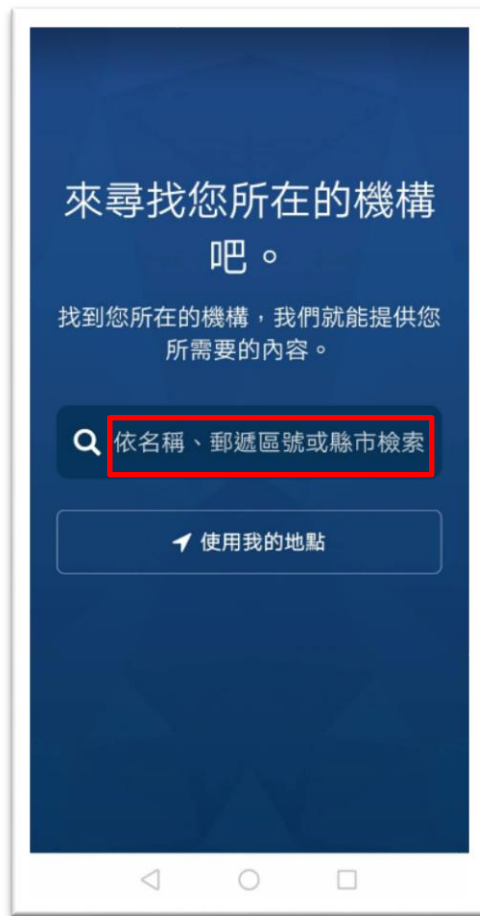 來尋找您所在的機構
吧。
找到您所在的機構，我們就能提供您
所需要的內容。
依名稱、郵遞區號或縣市檢索
使用我的地點